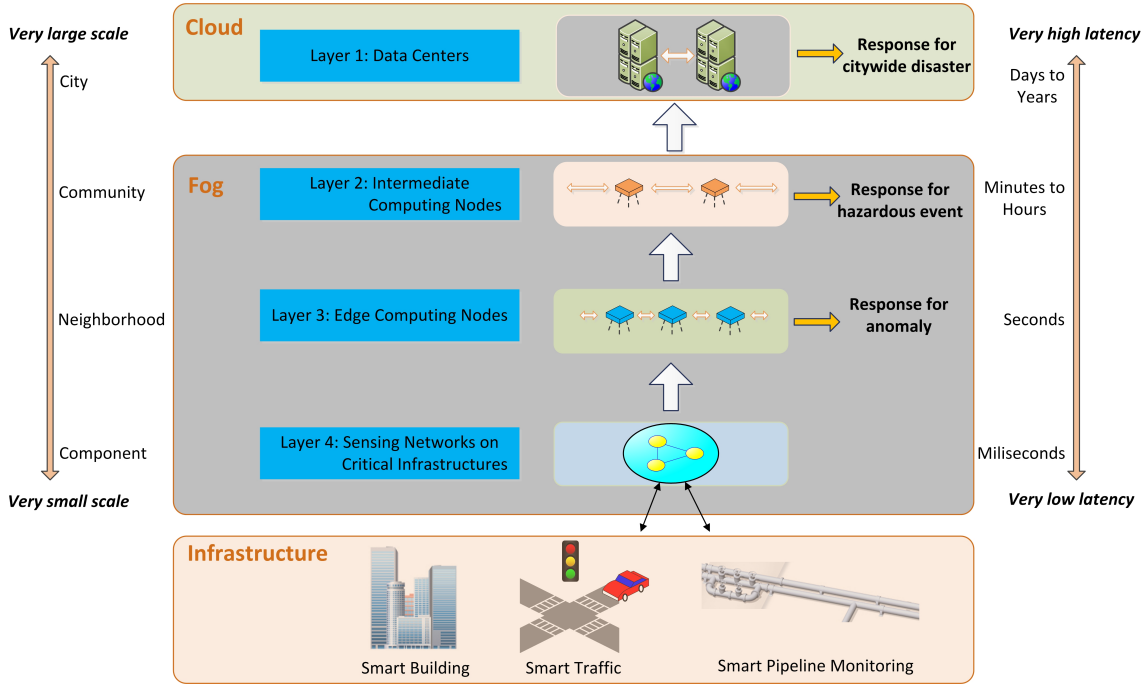 Very large scale
City
Community
Neighborhood
Component
Very small scale
Cloud
Layer 1: Data Centers
Response for
citywide disaster
Fog
Layer 2: Intermediate
Computing Nodes
Response for
hazardous event
Layer 3: Edge Computing Nodes
Response for
anomaly
Layer 4: Sensing Networks on
Critical Infrastructures
Infrastructure
Smart Building
Smart Traffic
Smart Pipeline Monitoring
Very high latency
Days to
Years
Minutes to
Hours
Seconds
Miliseconds
Very low latency